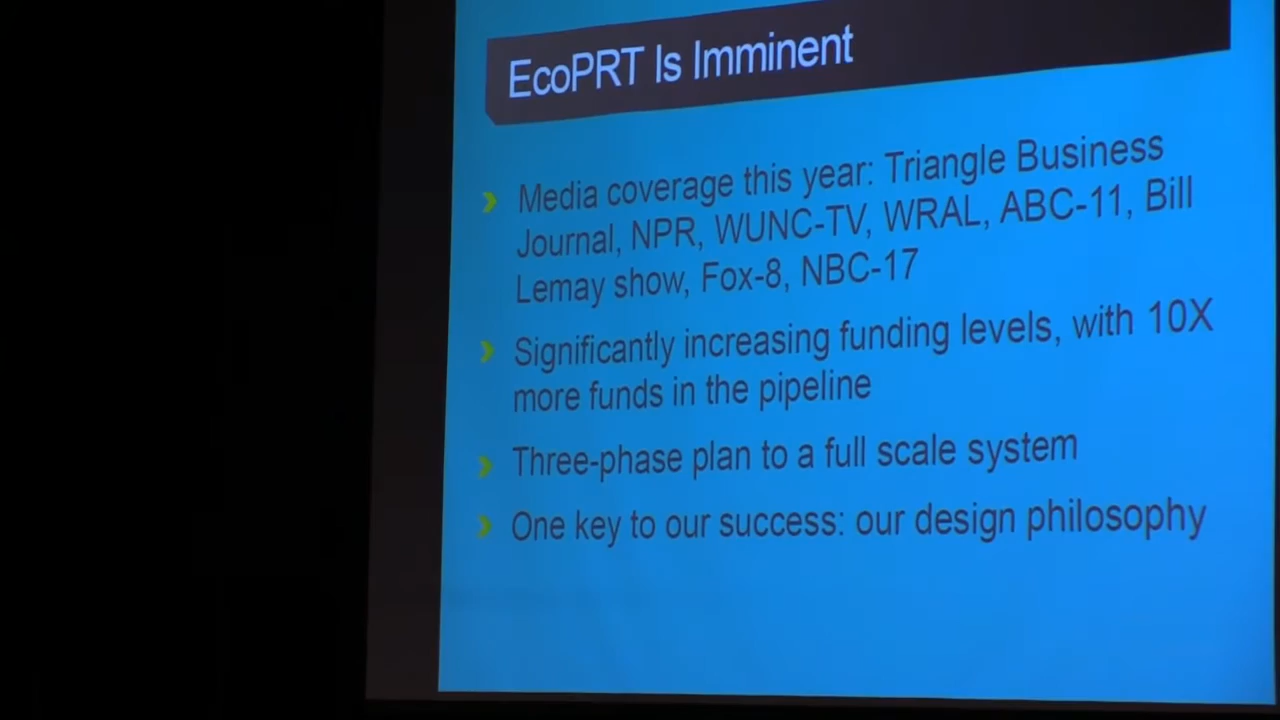 EcoPRT Is Imminent
Media coverage this year: Triangle Business
Journal, NPR, WUNC-TV, WRAL, ABC-11, Bill
Lemay show, Fox-8, NBC-17
Significantly increasing funding levels, with 10X
more funds in the pipeline
Three-phase plan to a full scale system
One key to our success: our design philosophy